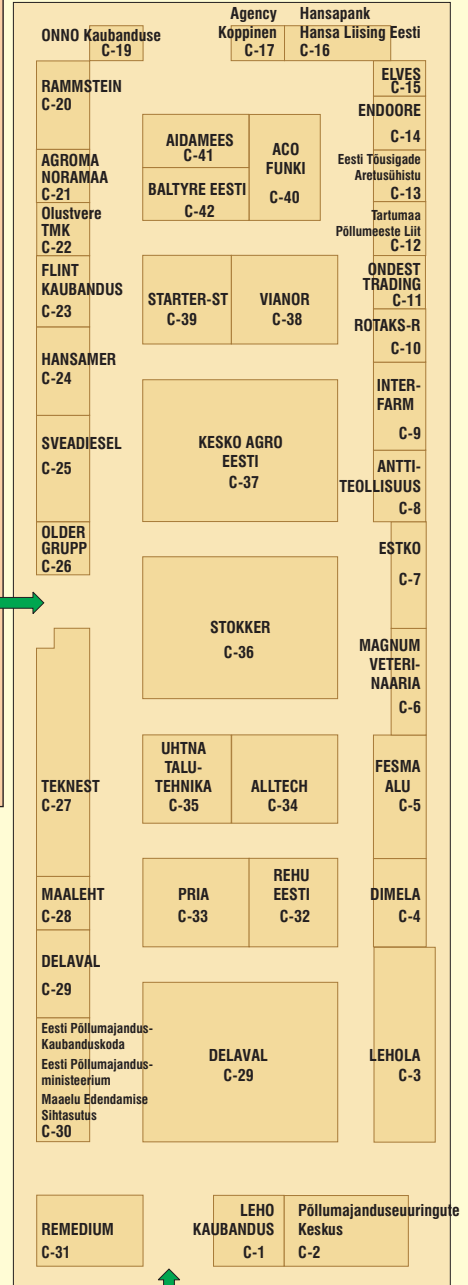 ONNO Kaubanduse
C-19
Agency
Koppinen
C-17
Hansapank
Hansa Liising Eesti
C-16
RAMMSTEIN
C-20
AGROMA
NORAMAA
C-21
Olustvere
TMK
C-22
FLINT
KAUBANDUS
C-23
HANSAMER
C-24
SVEADIESEL
C-25
OLDER
GRUPP
C-26
TEKNEST
C-27
MAALEHT
C-28
DELAVAL
C-29
Eesti Põllumajandus-
Kaubanduskoda
Eesti Põllumajandus-
ministeerium
Maaelu Edendamise
Sihtasutus
C-30
REMEDIUM
C-31
AIDAMEES
C-41
BALTYRE EESTI
C-42
ACO
FUNKI
C-40
STARTER-ST
C-39
VIANOR
C-38
KESKO AGRO
EESTI
C-37
STOKKER
C-36
UHTNA
TALU-
TEHNIKA
C-35
ALLTECH
C-34
PRIA
C-33
REHU
EESTI
C-32
DELAVAL
C-29
LEHO
KAUBANDUS
C-1
Põllumajanduseuuringute
Keskus
C-2
ELVES
C-15
ENDOORE
C-14
Eesti Tõusigade
Aretusühistu
C-13
Tartumaa
Põllumeeste Liit
C-12
ONDEST
TRADING
C-11
ROTAKS-R
C-10
INTER-
FARM
C-9
ANTTI-
TEOLLISUUS
C-8
ESTKO
C-7
MAGNUM
VETERI-
NAARIA
C-6
FESMA
ALU
C-5
DIMELA
C-4
LEHOLA
C-3